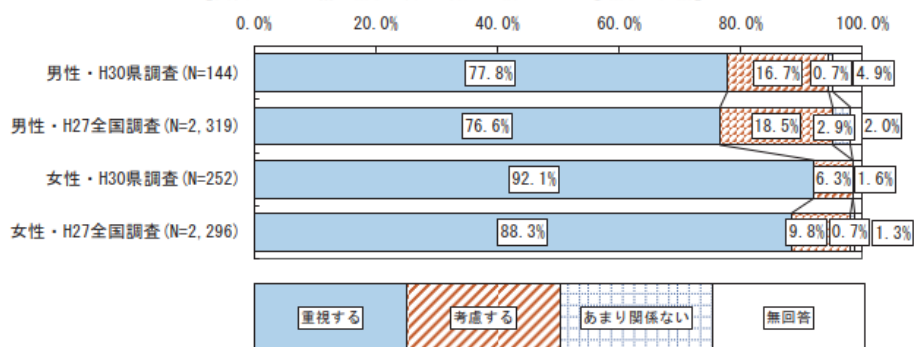 0.0% 20.0% 40.0% 60.0% 80.0% 100.0%
男性・H30県調査(N=144) 77.8% 16.7% 0.7% 4.9%
男性・H27全国調査(N=2,319) 76.6% 18.5% 2.9% 2.0%
女性・H30県調査(N=252) 92.1% 6.3% 1.6%
女性・H27全国調査(N=2,296) 88.3% 9.8% 0.7% 1.3%
重視する 考慮する あまり関係ない 無回答